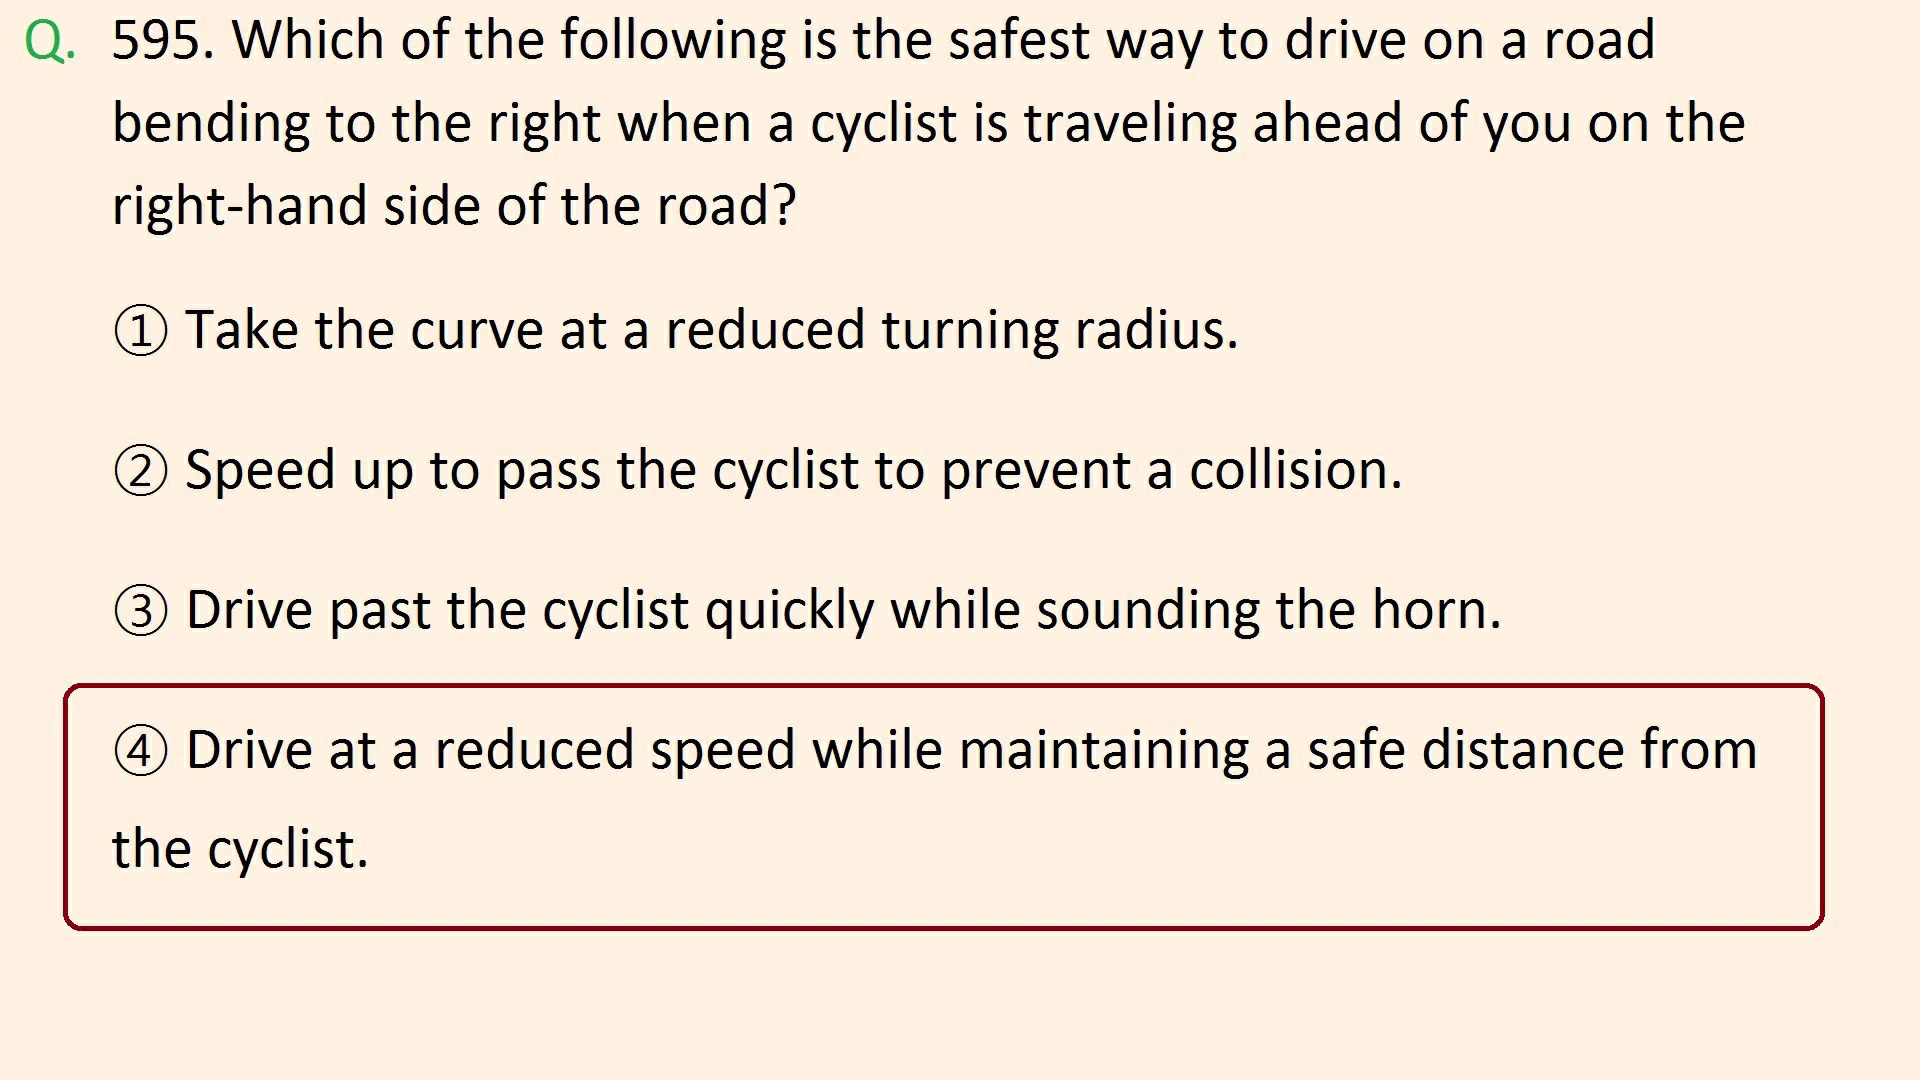 Q. 595. Which of the following is the safest way to drive on a road
bending to the right when a cyclist is traveling ahead of you on the
right-hand side of the road?
① Take the curve at a reduced turning radius.
② Speed up to pass the cyclist to prevent a collision.
③ Drive past the cyclist quickly while sounding the horn.
④ Drive at a reduced speed while maintaining a safe distance from
the cyclist.